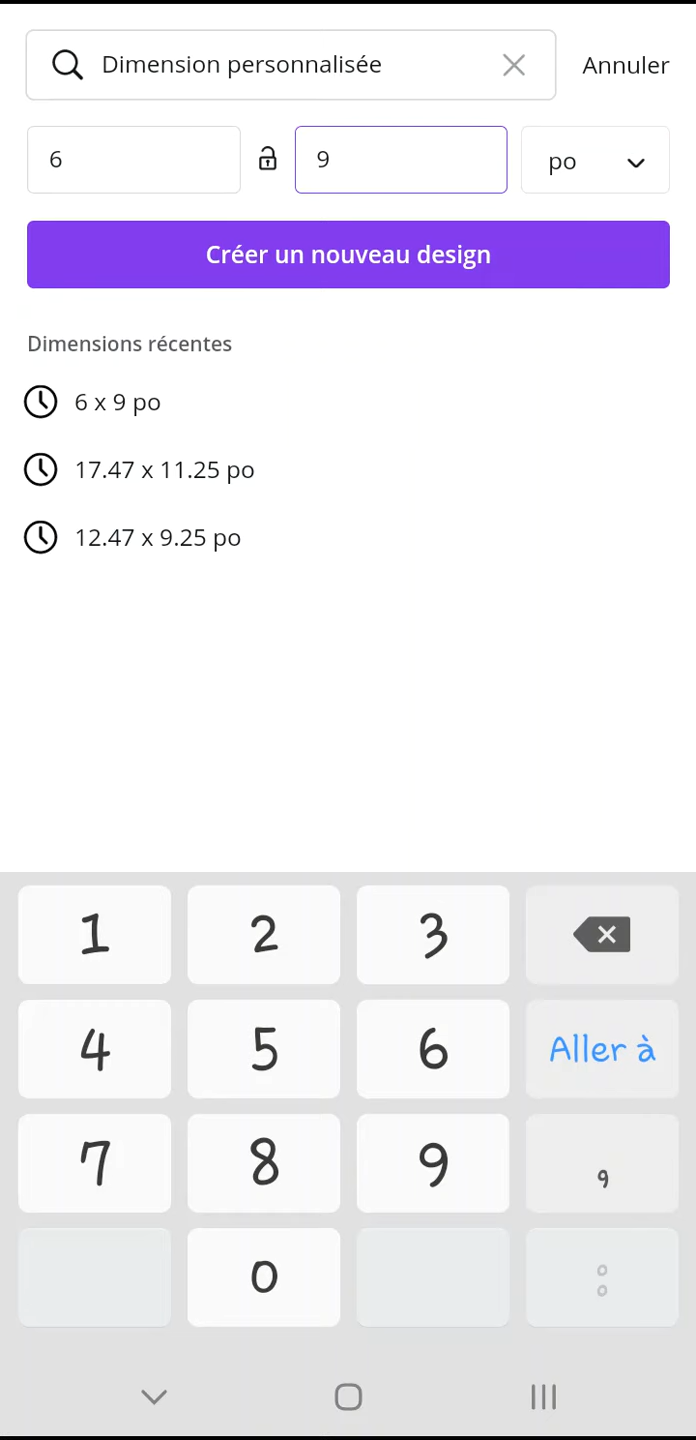 Dimension personnalisée Annuler
6 9 po
Créer un nouveau design
Dimensions récentes
6 x 9 po
17.47 x 11.25 po
12.47 x 9.25 po
1 2 3
4 5 6 Aller à
7 8 9 ,
0 :